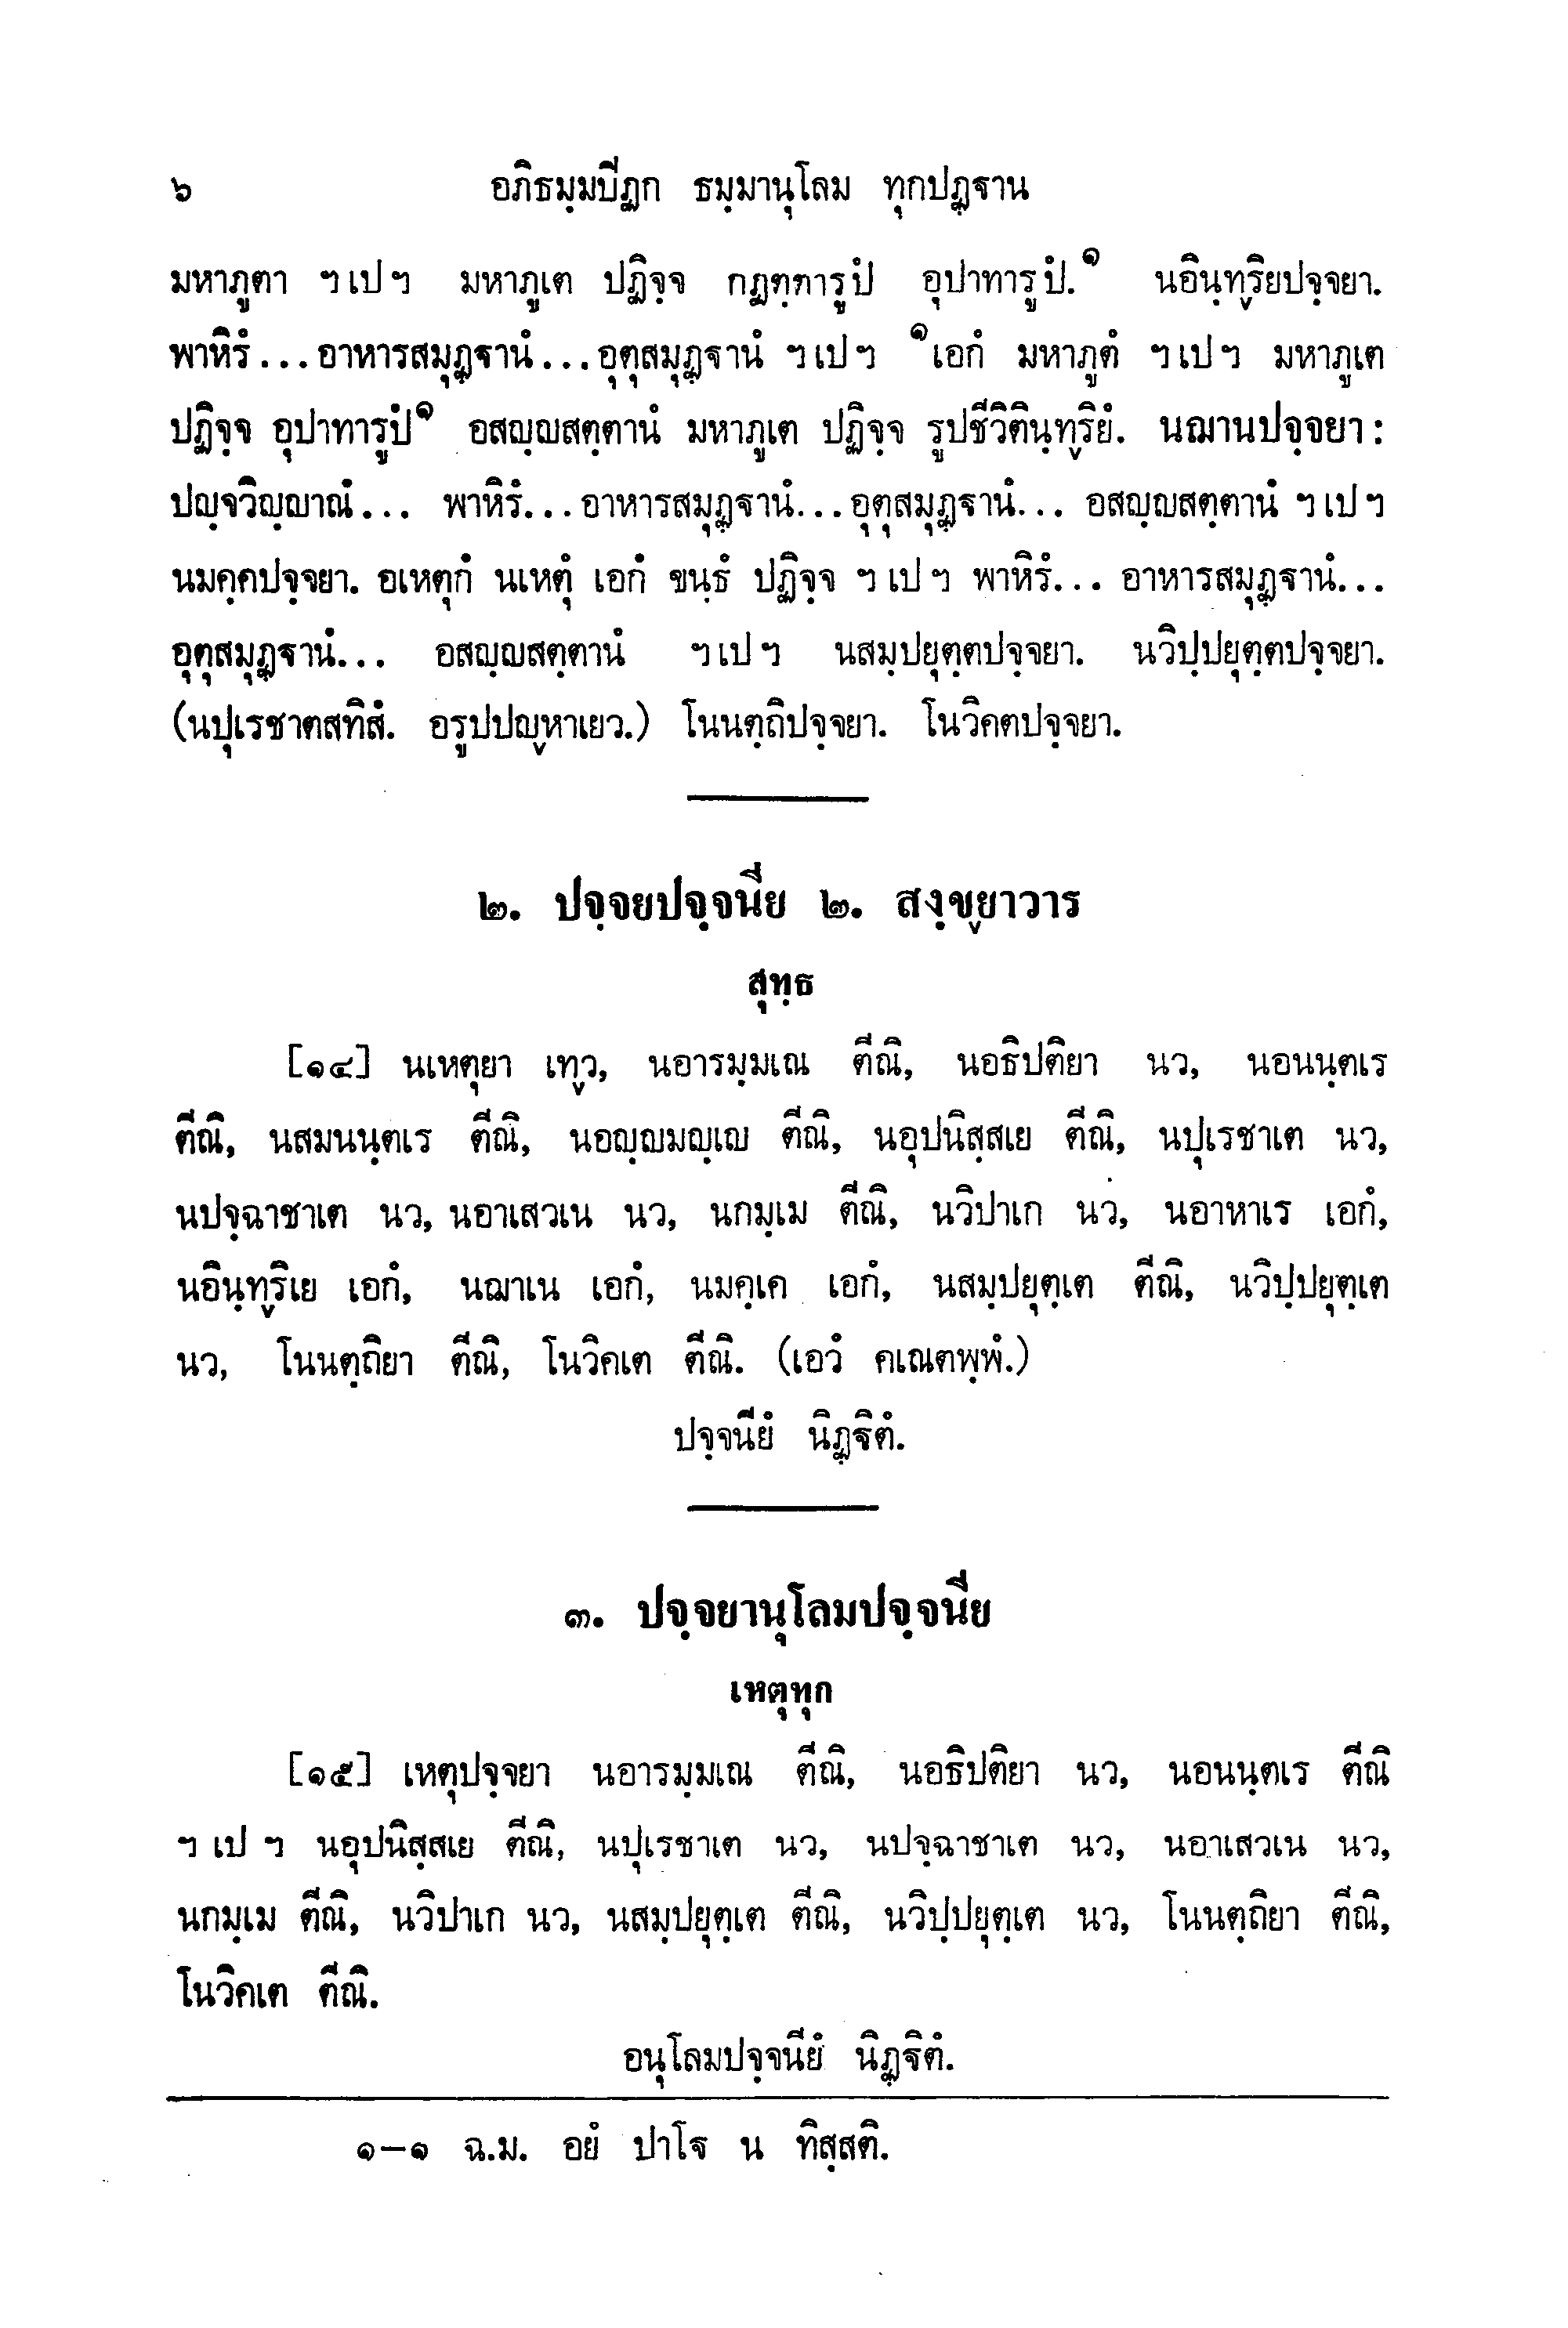 ๖ อภิธมฺมปีฏก ธมฺมานุโลม ทุกปฏฺฐาน
มหาภูตา ฯ เป ฯ มหาภูเต ปฏิจฺจ กฏตฺตารูปํ อุปาทารูปํ.๑ นอินฺทฺริยปจฺจยา.
พาหิรํ...อาหารสมุฏฺฐานํ...อุตุสมุฏฺฐานํ ฯ เป ฯ ๑เอกํ มหาภูตํ ฯ เป ฯ มหาภูเต
ปฏิจฺจ อุปาทารูปํ๑ อสญฺญสตฺตานํ มหาภูเต ปฏิจฺจ รูปชีวิตินฺทฺริยํ. นฌานปจฺจยา :
ปญฺจวิญฺญาณํ... พาหิรํ...อาหารสมุฏฺฐานํ...อุตุสมุฏฺฐานํ... อสญฺญสตฺตานํ ฯ เป ฯ
นมคฺคปจฺจยา. อเหตุกํ นเหตุํ เอกํ ขนฺธํ ปฏิจฺจ ฯ เป ฯ พาหิรํ... อาหารสมุฏฺฐานํ...
อุตุสมุฏฺฐานํ... อสญฺญสตฺตานํ ฯ เป ฯ นสมฺปยุตฺตปจฺจยา. นวิปฺปยุตฺตปจฺจยา.
(นปุเรชาตสทิสํ. อรูปปญฺหาเยว.) โนนตฺถิปจฺจยา. โนวิคตปจฺจยา.
๒. ปจฺจยปจฺจนีย ๒. สงฺขฺยาวาร
สุทฺธ
[๑๔] นเหตุยา เทฺว, นอารมฺมเณ ตีณิ, นอธิปติยา นว, นอนนฺตเร
ตีณิ, นสมนนฺตเร ตีณิ, นอญฺญมญฺเญ ตีณิ, นอุปนิสฺสเย ตีณิ, นปุเรชาเต นว,
นปจฺฉาชาเต นว, นอาเสวเน นว, นกมฺเม ตีณิ, นวิปาเก นว, นอาหาเร เอกํ,
นอินฺทฺริเย เอกํ, นฌาเน เอกํ, นมคฺเค เอกํ, นสมฺปยุตฺเต ตีณิ, นวิปฺปยุตฺเต
นว, โนนตฺถิยา ตีณิ, โนวิคเต ตีณิ. (เอวํ คเณตพฺพํ.)
ปจฺจนียํ นิฏฺฐิตํ.
๓. ปจฺจยานุโลมปจฺจนีย
เหตุทุก
[๑๕] เหตุปจฺจยา นอารมฺมเณ ตีณิ, นอธิปติยา นว, นอนนฺตเร ตีณิ
ฯ เป ฯ นอุปนิสฺสเย ตีณิ, นปุเรชาเต นว, นปจฺฉาชาเต นว, นอาเสวเน นว,
นกมฺเม ตีณิ, นวิปาเก นว, นสมฺปยุตฺเต ตีณิ, นวิปฺปยุตฺเต นว, โนนตฺถิยา ตีณิ,
โนวิคเต ตีณิ.
อนุโลมปจฺจนียํ นิฏฺฐิตํ.
๑–๑ ฉ.ม. อยํ ปาโฐ น ทิสฺสติ.